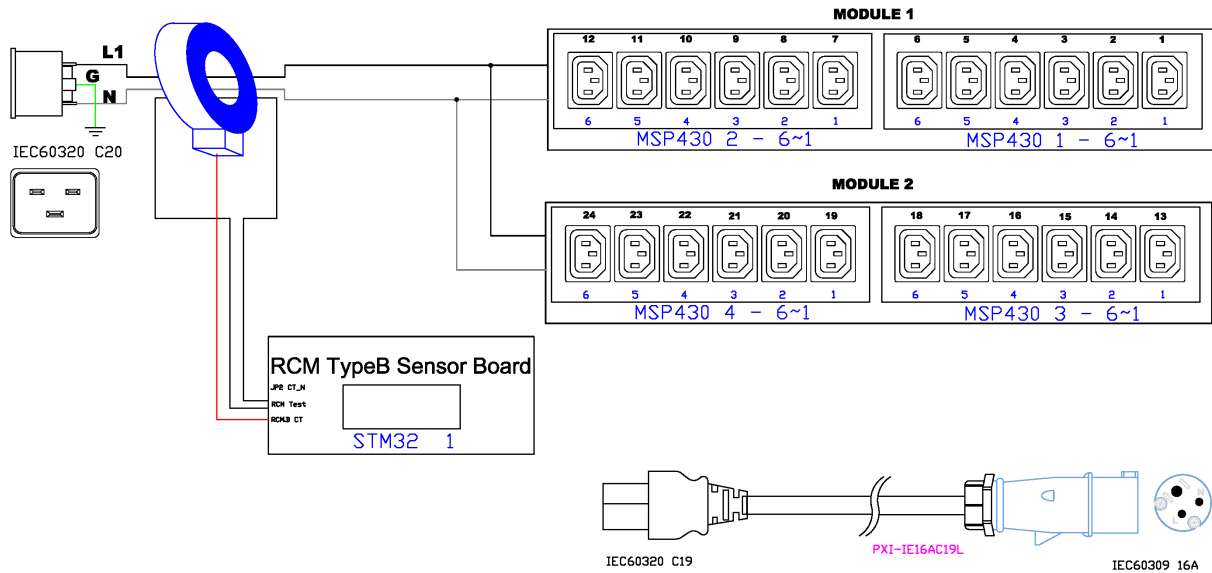 MODULE 1
L1
G
N
IEC60320 C20
12 11 10 9 8 7
6 5 4 3 2 1
6 5 4 3 2 1
6 5 4 3 2 1
MSP430 2 - 6~1
MSP430 1 - 6~1
MODULE 2
24 23 22 21 20 19
18 17 16 15 14 13
6 5 4 3 2 1
6 5 4 3 2 1
MSP430 4 - 6~1
MSP430 3 - 6~1
RCM TypeB Sensor Board
JP2 CT_N
RCM Test
RCMB CT
STM32 1
IEC60320 C19
PXI-IE16AC19L
N
L
IEC60309 16A